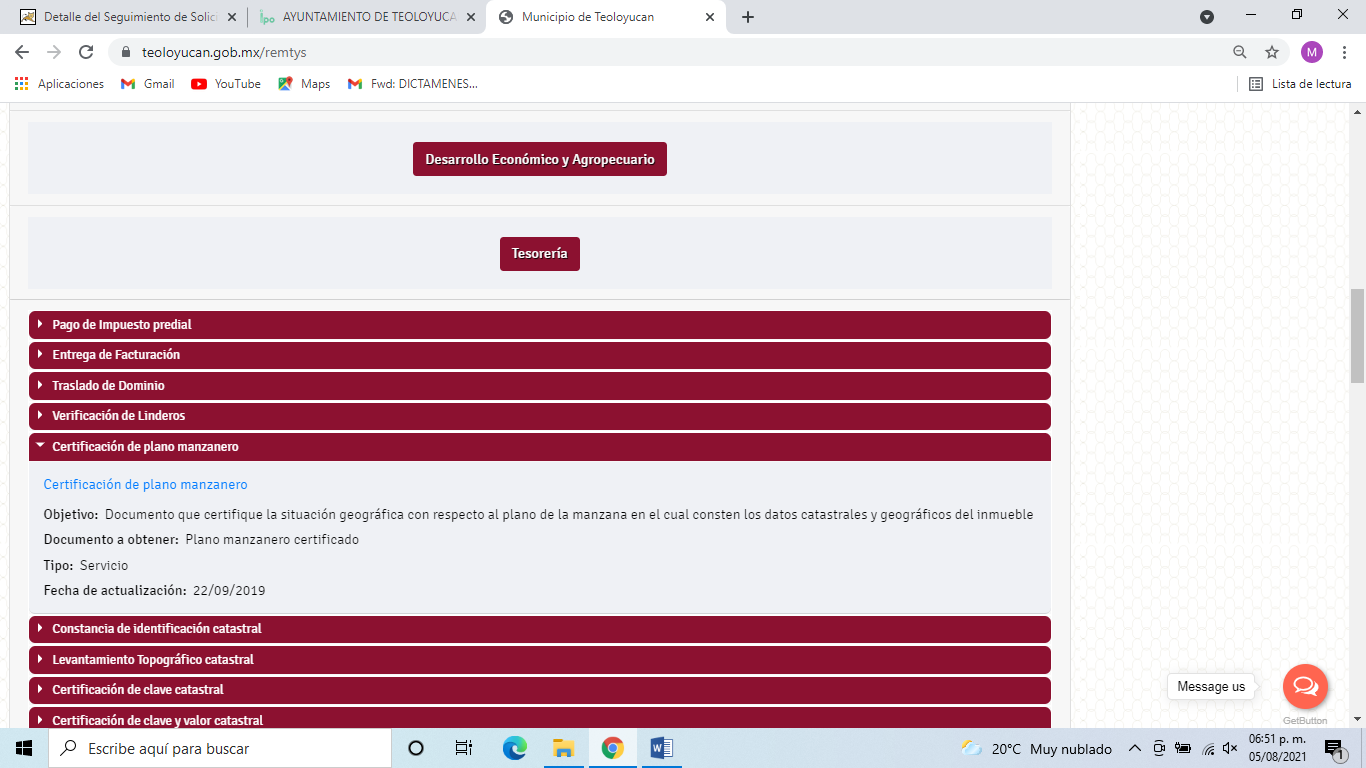 Detalle del Seguimiento de Solici
AYUNTAMIENTO DE TEOLOYUCA
Municipio de Teoloyucan
teoloyucan.gob.mx/remtys
M
Aplicaciones
Gmail
YouTube
Maps
Fwd: DICTAMENES...
Lista de lectura
Desarrollo Económico y Agropecuario
Tesorería
Pago de Impuesto predial
Entrega de Facturación
Traslado de Dominio
Verificación de Linderos
Certificación de plano manzanero
Certificación de plano manzanero
Objetivo: Documento que certifique la situación geográfica con respecto al plano de la manzana en el cual consten los datos catastrales y geográficos del inmueble
Documento a obtener: Plano manzanero certificado
Tipo: Servicio
Fecha de actualización: 22/09/2019
Constancia de identificación catastral
Levantamiento Topográfico catastral
Certificación de clave catastral
Certificación de clave y valor catastral
Message us
GetButton
Escribe aquí para buscar
20°C Muy nublado
06:51 p. m.
05/08/2021
1